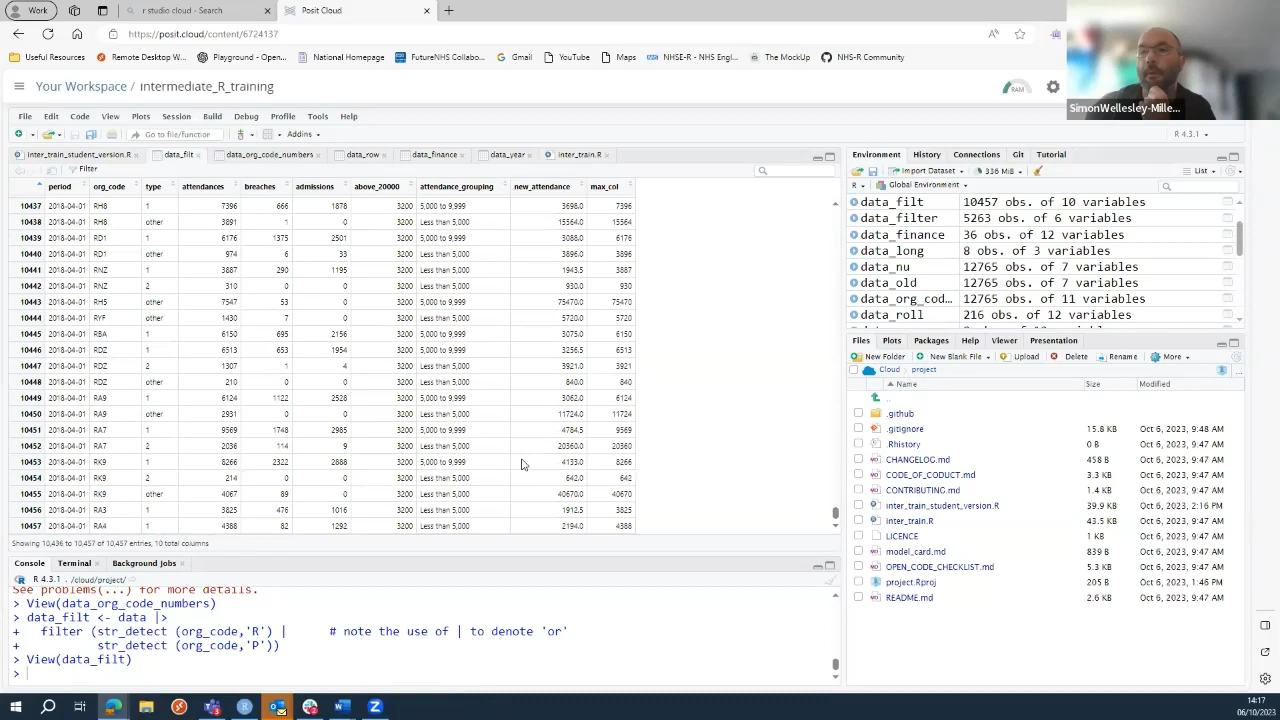 Work
r studio cloud - Search
Posit Cloud
https://posit.cloud/content/6724137
Useful Resources
Remote Desktop W...
Playground - Open...
National Homepage
FutureNHS Collabo...
Gmail
YouTube
Maps
NHSE-R - NHS Engl...
The MockUp
NHS-R Community
SimonWellesley-Mille...
Your Workspace / intermediate_R_training
RAM
File Edit Code View Plots Session Build Debug Profile Tools Help
Go to file/function
Addins
R 4.3.1
inter_train_student_version.R data_filt data_org_code_numbers data_row data_finance data_year inter_train.R
Filter
period org_code type attendances breaches admissions above_20000 attendance_grouping new_attendance max_col
10437 2018-04-01 RH8 1 7396 666 1878 3200 5,000 to 9,999 3698.0 7396
10438 2018-04-01 RH8 other 3891 1 0 3200 Less than 5,000 15564.0 15564
10439 2018-04-01 RD1 1 6176 1375 2501 3200 5,000 to 9,999 3088.0 6176
10440 2018-04-01 RD1 other 974 6 33 3200 Less than 5,000 3896.0 3896
10441 2018-04-01 RNZ 1 3887 290 1195 3200 Less than 5,000 1943.5 3887
10442 2018-04-01 RNZ 2 310 0 0 3200 Less than 5,000 930.0 930
10443 2018-04-01 RH5 other 7547 53 0 3200 5,000 to 9,999 75470.0 75470
10444 2018-04-01 RYF other 1430 7 0 3200 Less than 5,000 5720.0 5720
10445 2018-04-01 RBA 1 6150 695 2156 3200 5,000 to 9,999 3075.0 6150
10446 2018-04-01 RDZ 1 6513 653 1954 3200 5,000 to 9,999 3256.5 6513
10447 2018-04-01 RDZ 2 1307 1 4 3200 Less than 5,000 3921.0 3921
10448 2018-04-01 RDZ other 210 0 0 3200 Less than 5,000 840.0 840
10449 2018-04-01 RA9 1 6124 1122 2528 3200 5,000 to 9,999 3062.0 6124
10450 2018-04-01 RA9 other 2931 0 0 3200 Less than 5,000 11724.0 11724
10451 2018-04-01 RA7 1 9569 1748 2985 3200 5,000 to 9,999 4784.5 9569
10452 2018-04-01 RA7 2 2036 114 9 3200 Less than 5,000 20360.0 20360
10453 2018-04-01 RK9 1 8266 2322 2888 3200 5,000 to 9,999 4133.0 8266
10454 2018-04-01 RK9 2 214 0 0 3200 Less than 5,000 642.0 642
10455 2018-04-01 RK9 other 4067 89 0 3200 Less than 5,000 40670.0 40670
10456 2018-04-01 RA3 1 3825 476 1016 3200 Less than 5,000 1912.5 3825
10457 2018-04-01 RA4 1 4388 82 1292 3200 Less than 5,000 2194.0 4388
Showing 10,436 to 10,457 of 10,457 entries, 10 total columns
Console Terminal Background Jobs
R 4.3.1 . /cloud/project/
See problems(...) for more details.
> View(data_org_code_numbers)
> data_filt <- data |>
+ filter (str_detect (org_code,'R') | # note the use of | to denote 'or'
+ str_detect (org_code,'P'))
> View(data_filt)
>
Environment History Connections Git Tutorial
Import Dataset 336 MiB List
R Global Environment
data_filt 10457 obs. of 10 variables
data_filter 5263 obs. of 6 variables
data_finance 36 obs. of 12 variables
data_long 8 obs. of 3 variables
data_nu 12765 obs. of 7 variables
data_old 12765 obs. of 7 variables
data_org_cod… 12765 obs. of 11 variables
data_roll 216 obs. of 12 variables
Files Plots Packages Help Viewer Presentation
New Folder New Blank File Upload Delete Rename More
Cloud project
Name Size Modified
..
.github
.gitignore 15.8 KB Oct 6, 2023, 9:48 AM
.Rhistory 0 B Oct 6, 2023, 9:47 AM
CHANGELOG.md 458 B Oct 6, 2023, 9:47 AM
CODE_OF_CODUCT.md 3.3 KB Oct 6, 2023, 9:47 AM
CONTRIBUTING.md 1.4 KB Oct 6, 2023, 9:47 AM
inter_train_student_version.R 39.9 KB Oct 6, 2023, 2:16 PM
inter_train.R 43.5 KB Oct 6, 2023, 9:47 AM
LICENCE 1 KB Oct 6, 2023, 9:47 AM
model_card.md 839 B Oct 6, 2023, 9:47 AM
OPEN_CODE_CHECKLIST.md 5.3 KB Oct 6, 2023, 9:47 AM
project.Rproj 205 B Oct 6, 2023, 1:46 PM
README.md 2.6 KB Oct 6, 2023, 9:47 AM
14:17
06/10/2023